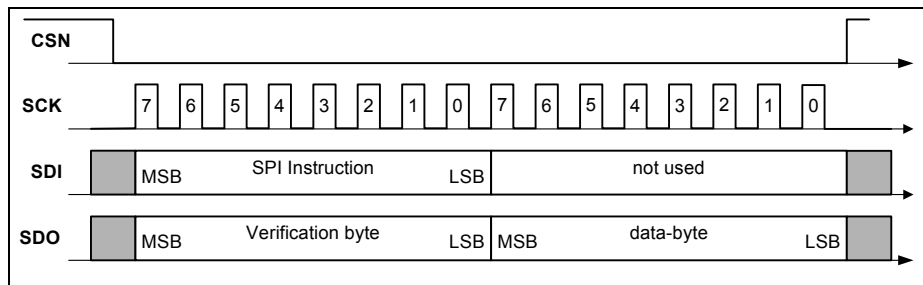 CSN
SCK 7 6 5 4 3 2 1 0 7 6 5 4 3 2 1 0
SDI MSB SPI Instruction LSB not used
SDO MSB Verification byte LSB MSB data-byte LSB